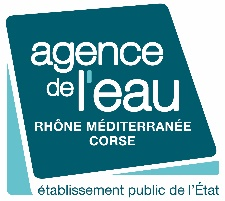 agence
de l'eau
RHÔNE MÉDITERRANÉE
CORSE
établissement public de l'État